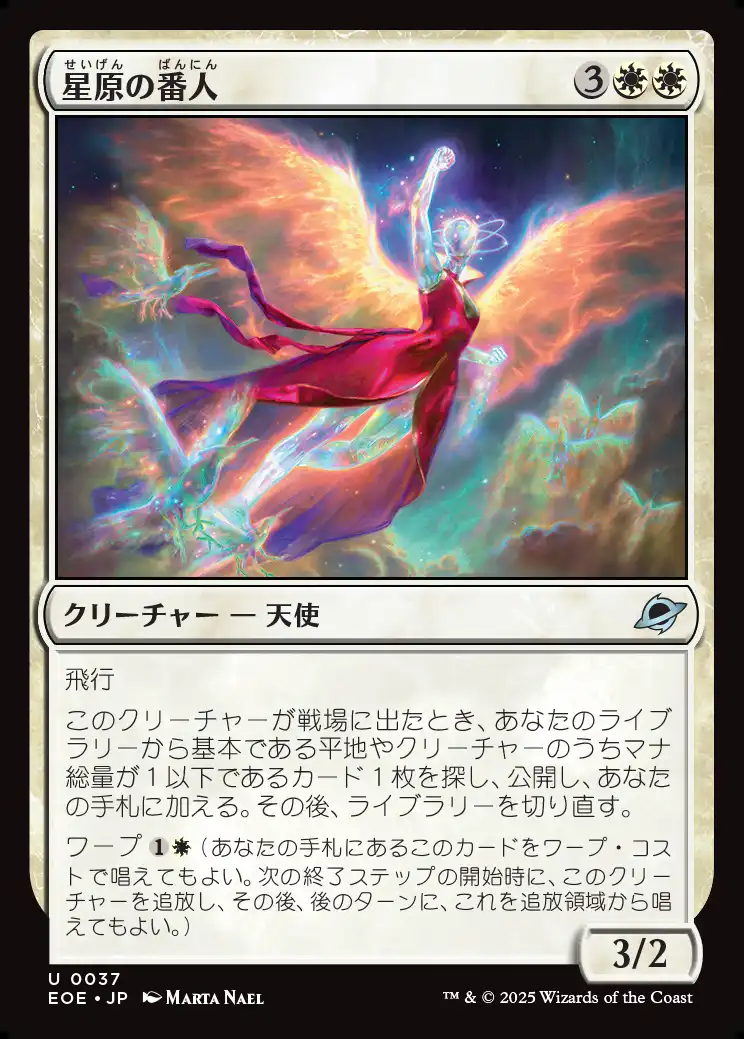 せいげん ばんにん
星原の番人 3
クリーチャー — 天使
飛行
このクリーチャーが戦場に出たとき、あなたのライブ
ラリーから基本である平地やクリーチャーのうちマナ
総量が1以下であるカード1枚を探し、公開し、あなた
の手札に加える。その後、ライブラリーを切り直す。
ワープ 1 (あなたの手札にあるこのカードをワープ・コス
トで唱えてもよい。次の終了ステップの開始時に、このクリー
チャーを追放し、その後、後のターンに、これを追放領域から唱
えてもよい。)
3/2
U 0037
EOE • JP Marta Nael
™ & © 2025 Wizards of the Coast